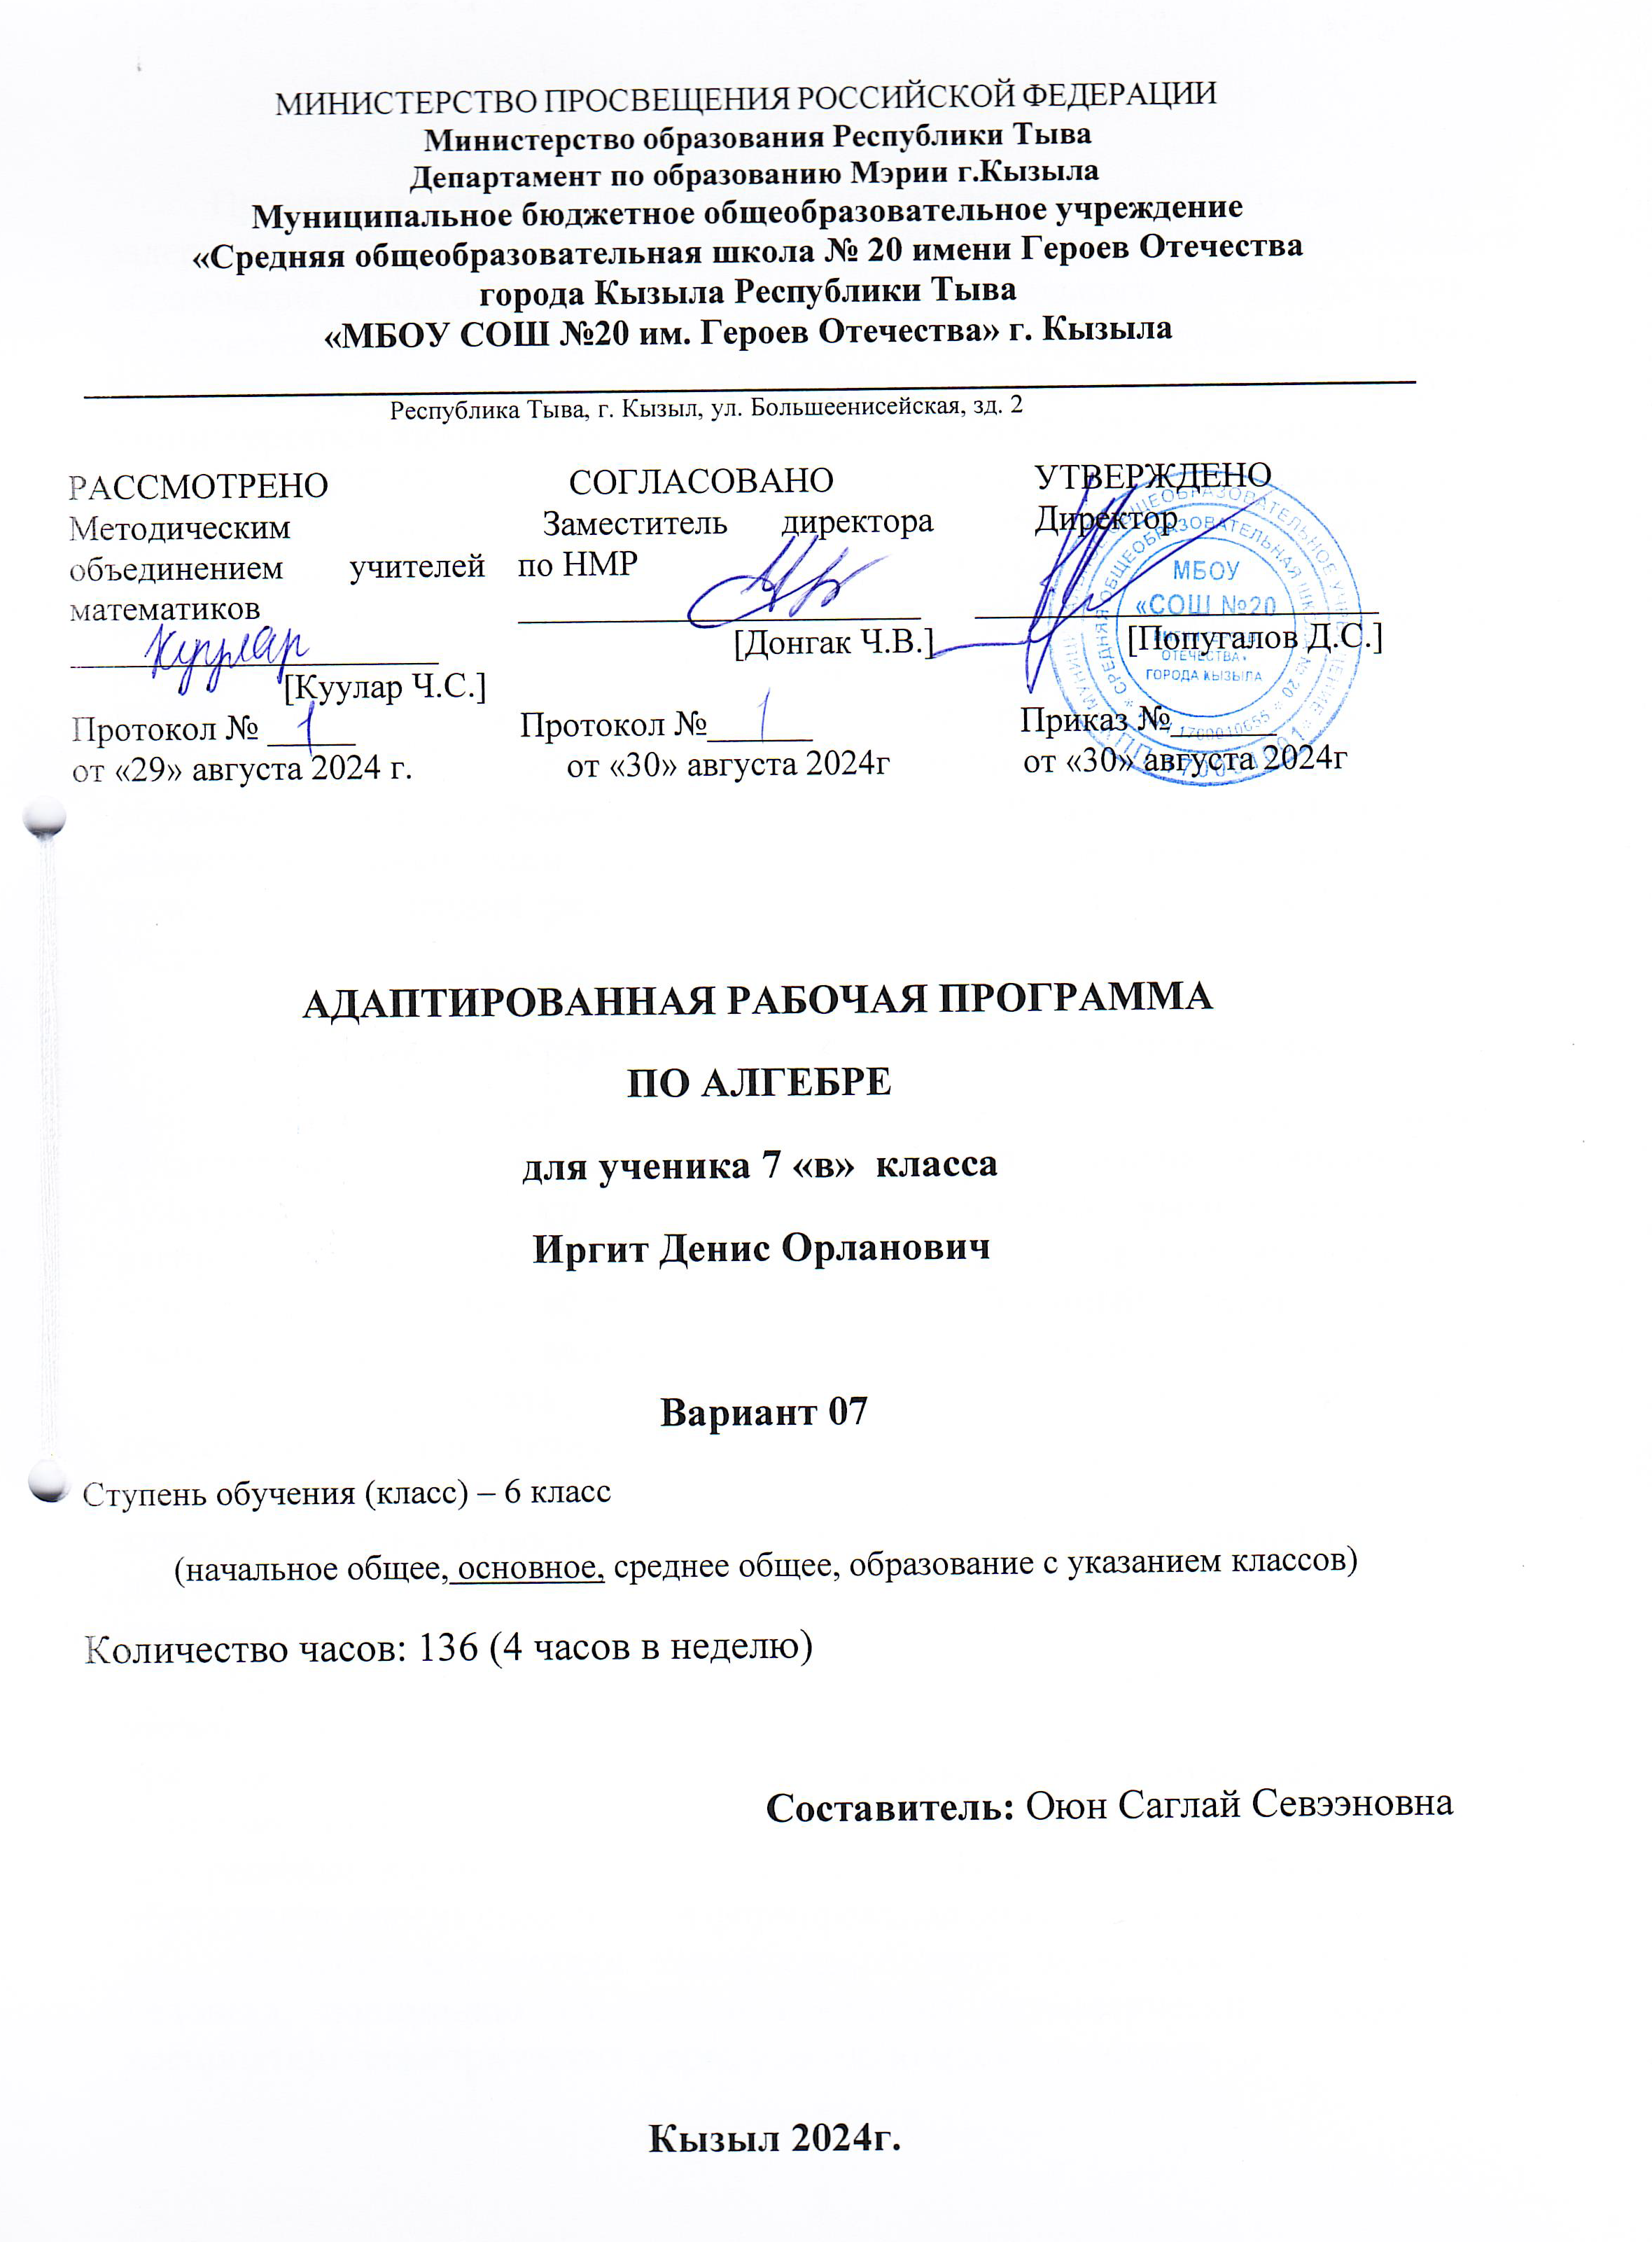 МИНИСТЕРСТВО ПРОСВЕЩЕНИЯ РОССИЙСКОЙ ФЕДЕРАЦИИ
Министерство образования Республики Тыва
Департамент по образованию Мэрии г.Кызыла
Муниципальное бюджетное общеобразовательное учреждение
«Средняя общеобразовательная школа № 20 имени Героев Отечества
города Кызыла Республики Тыва
«МБОУ СОШ №20 им. Героев Отечества» г. Кызыла
Республика Тыва, г. Кызыл, ул. Большеенисейская, зд. 2
РАССМОТРЕНО
Методическим
объединением учителей
математиков
Куулар
[Куулар Ч.С.]
Протокол № 1
от «29» августа 2024 г.
СОГЛАСОВАНО
Заместитель директора
по НМР
[Донгак Ч.В.]
Протокол № 1
от «30» августа 2024г
УТВЕРЖДЕНО
Директор
[Попугалов Д.С.]
Приказ №
от «30» августа 2024г
МБОУ
«СОШ №20
ОТЕЧЕСТВА
ГОРОДА КЫЗЫЛА
АДАПТИРОВАННАЯ РАБОЧАЯ ПРОГРАММА
ПО АЛГЕБРЕ
для ученика 7 «в» класса
Иргит Денис Орланович
Вариант 07
Ступень обучения (класс) – 6 класс
(начальное общее, основное, среднее общее, образование с указанием классов)
Количество часов: 136 (4 часов в неделю)
Составитель: Оюн Саглай Севээновна
Кызыл 2024г.